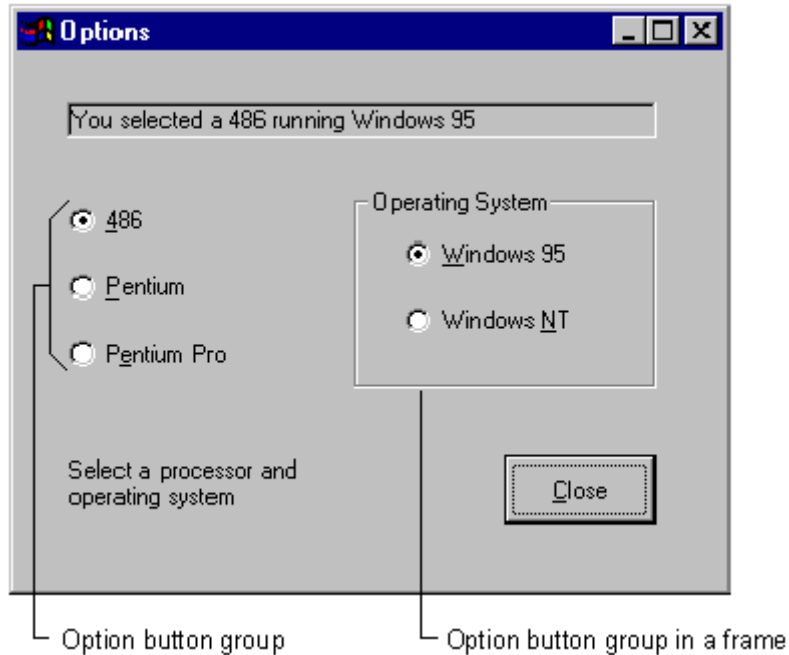 Options
You selected a 486 running Windows 95
486
Pentium
Pentium Pro
Operating System
Windows 95
Windows NT
Select a processor and
operating system
Close
Option button group
Option button group in a frame